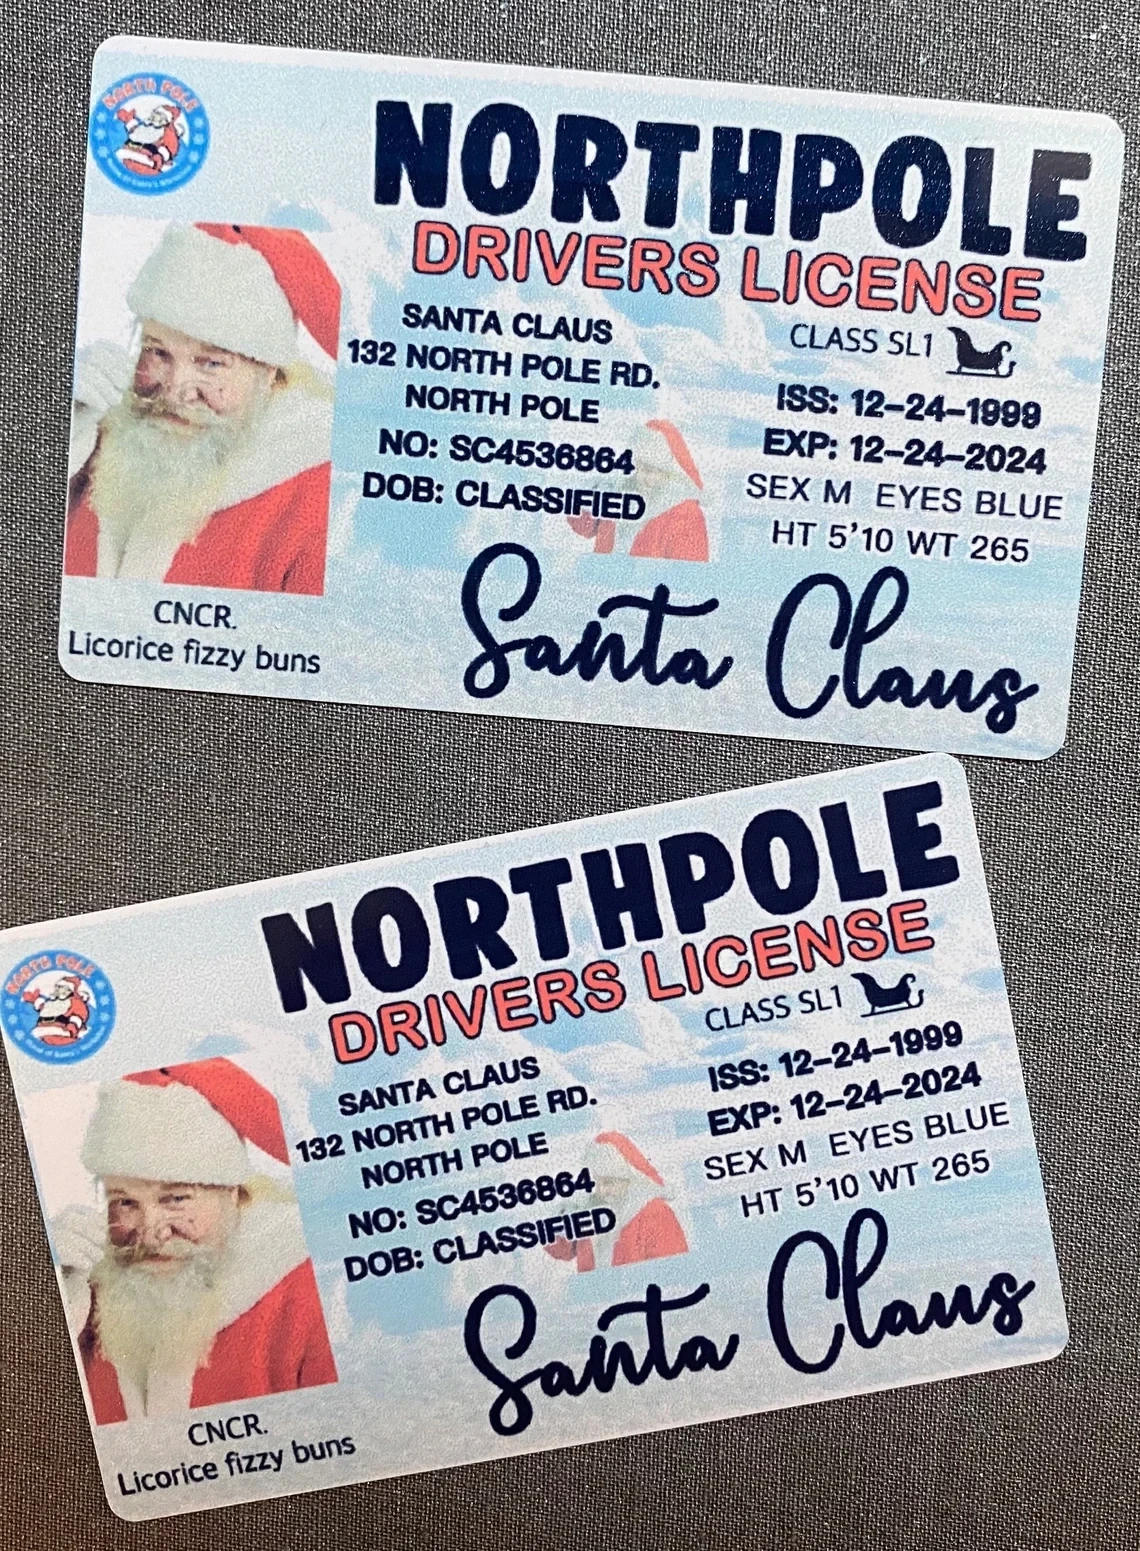 NORTH POLE
NORTHPOLE
DRIVERS LICENSE
SANTA CLAUS
132 NORTH POLE RD.
NORTH POLE
NO: SC4536864
DOB: CLASSIFIED
CLASS SL1
ISS: 12-24-1999
EXP: 12-24-2024
SEX M EYES BLUE
HT 5'10 WT 265
Santa Claus
CNCR.
Licorice fizzy buns
NORTH POLE
NORTHPOLE
DRIVERS LICENSE
SANTA CLAUS
132 NORTH POLE RD.
NORTH POLE
NO: SC4536864
DOB: CLASSIFIED
CLASS SL1
ISS: 12-24-1999
EXP: 12-24-2024
SEX M EYES BLUE
HT 5'10 WT 265
Santa Claus
CNCR.
Licorice fizzy buns